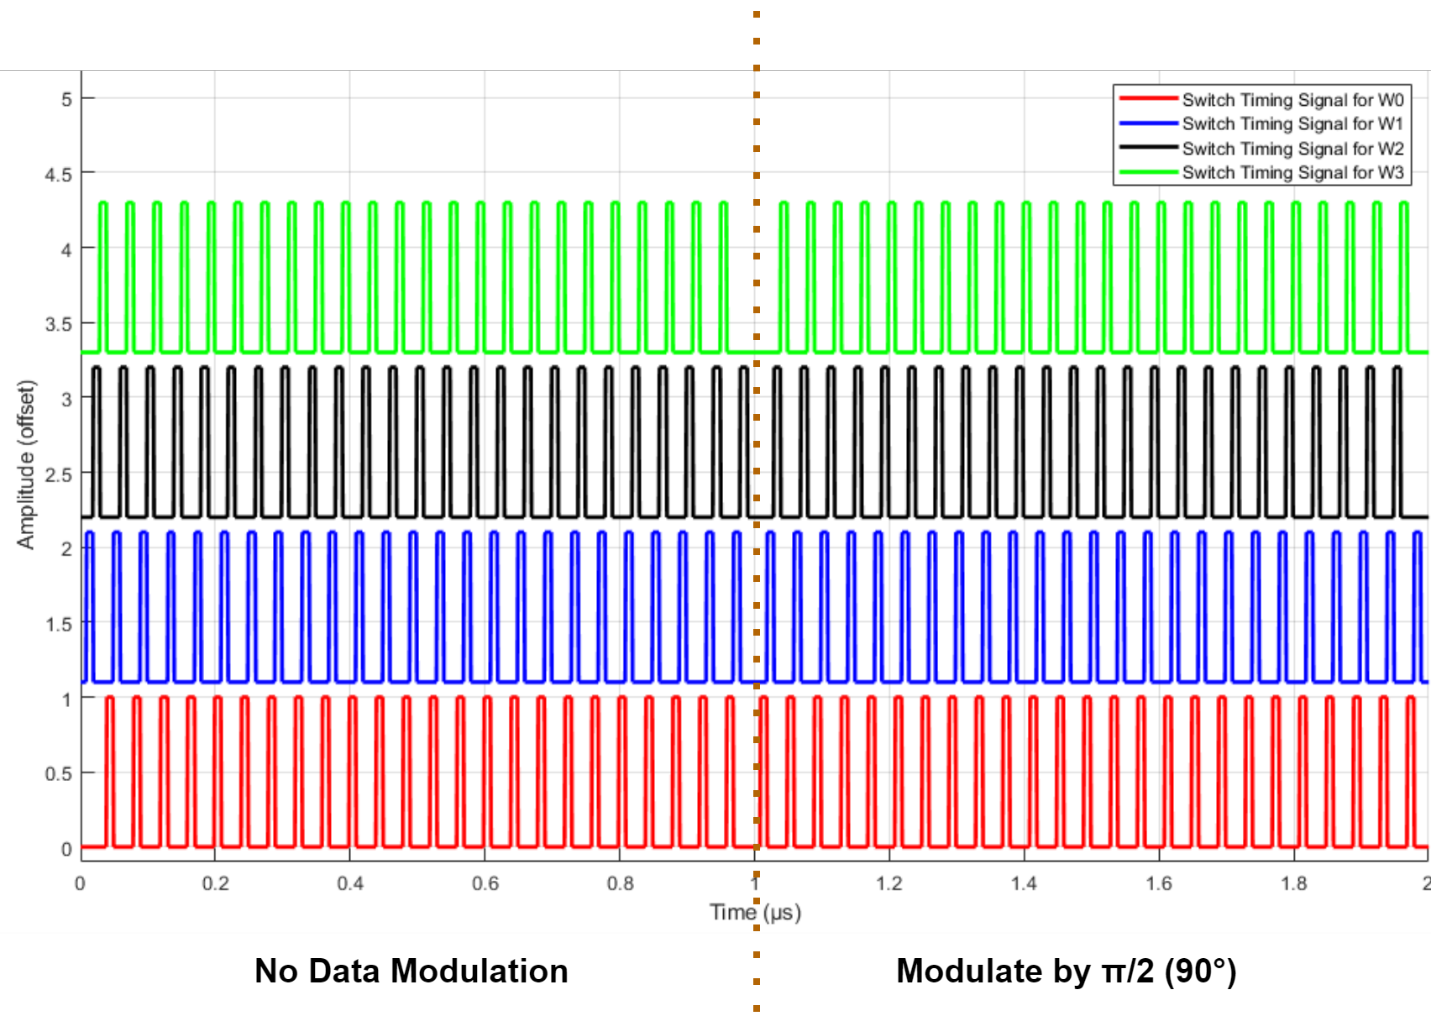 Switch Timing Signal for W0
Switch Timing Signal for W1
Switch Timing Signal for W2
Switch Timing Signal for W3
5
4.5
4
3.5
3
2.5
2
1.5
1
0.5
0
Amplitude (offset)
0 0.2 0.4 0.6 0.8 1 1.2 1.4 1.6 1.8 2
Time (µs)
No Data Modulation Modulate by π/2 (90°)